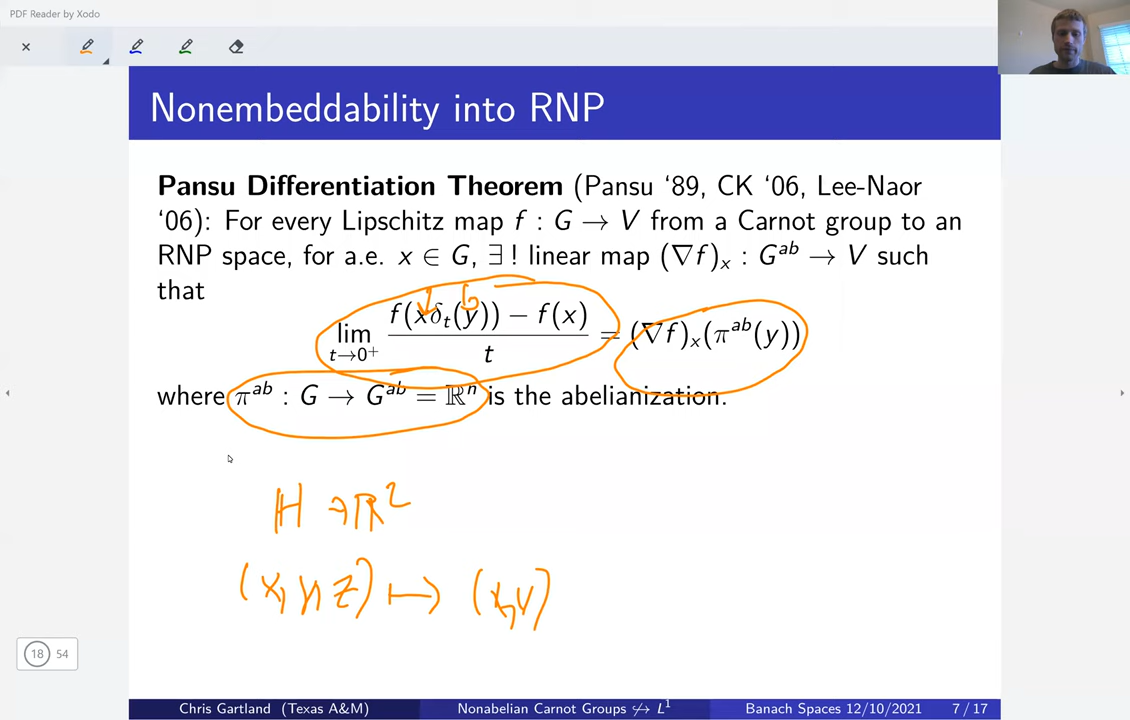 PDF Reader by Xodo
Nonembeddability into RNP
Pansu Differentiation Theorem (Pansu ‘89, CK ‘06, Lee-Naor
‘06): For every Lipschitz map f : G → V from a Carnot group to an
RNP space, for a.e. x ∈ G, ∃ ! linear map (∇f)ₓ : G^ab → V such
that
lim_{t→0⁺} (f(xδ_t(y)) − f(x)) / t = (∇f)ₓ(π^ab(y))
where π^ab : G → G^ab = ℝⁿ is the abelianization.
ℍ → ℝ²
(x, y, z) ↦ (x, y)
18 54
Chris Gartland (Texas A&M) Nonabelian Carnot Groups ↪̸ L¹ Banach Spaces 12/10/2021 7 / 17